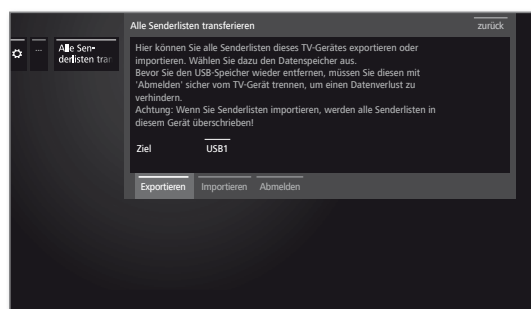 Alle Senderlisten transferieren
zurück
...
Alle Sen-
derlisten trar
Hier können Sie alle Senderlisten dieses TV-Gerätes exportieren oder
importieren. Wählen Sie dazu den Datenspeicher aus.
Bevor Sie den USB-Speicher wieder entfernen, müssen Sie diesen mit
'Abmelden' sicher vom TV-Gerät trennen, um einen Datenverlust zu
verhindern.
Achtung: Wenn Sie Senderlisten importieren, werden alle Senderlisten in
diesem Gerät überschrieben!
Ziel USB1
Exportieren Importieren Abmelden